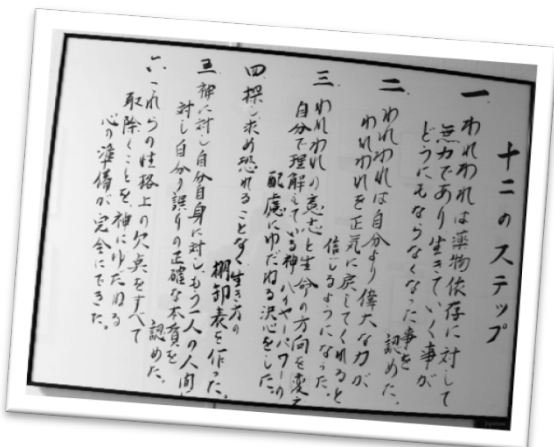 十二のステップ
一 われわれは薬物依存に対して
無力であり生きていく事が
どうにもならなくなった事を
認めた。
二 われわれは自分より偉大な力が
われわれを正気に戻してくれると
信じるようになった。
三 われわれの意志と生命の方向を変え
自分で理解している神、ハイヤーパワーの
配慮にゆだねる決心をした。
四 探し求め恐れることなく生き方の
棚卸表を作った。
五 神に対し自分自身に対し、もう一人の人間に
対し自分の誤りの正確な本質を
認めた。
六 これらの性格上の欠点をすべて
取除くことを、神にゆだねる
心の準備が完全にできた。